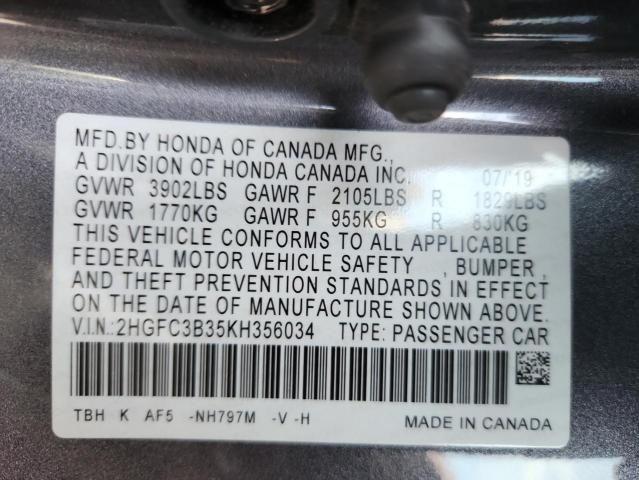 MFD.BY HONDA OF CANADA MFG.,
A DIVISION OF HONDA CANADA INC. 07/'19
GVWR 3902LBS GAWR F 2105LBS R 1829LBS
GVWR 1770KG GAWR F 955KG R 830KG
THIS VEHICLE CONFORMS TO ALL APPLICABLE
FEDERAL MOTOR VEHICLE SAFETY , BUMPER ,
AND THEFT PREVENTION STANDARDS IN EFFECT
ON THE DATE OF MANUFACTURE SHOWN ABOVE.
V.I.N.:2HGFC3B35KH356034 TYPE: PASSENGER CAR
TBH K AF5 -NH797M -V -H MADE IN CANADA